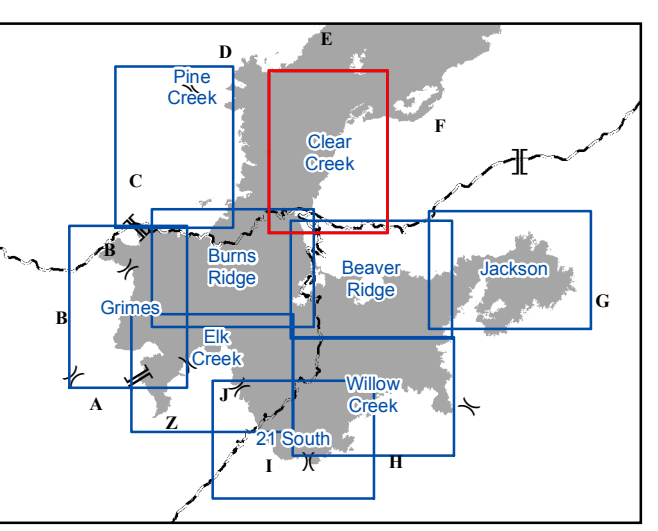 E
D
Pine
Creek
F
Clear
Creek
C
B
Burns
Ridge
Beaver
Ridge
Jackson
G
Grimes
B
Elk
Creek
J
Willow
Creek
A
Z
21 South
I
H